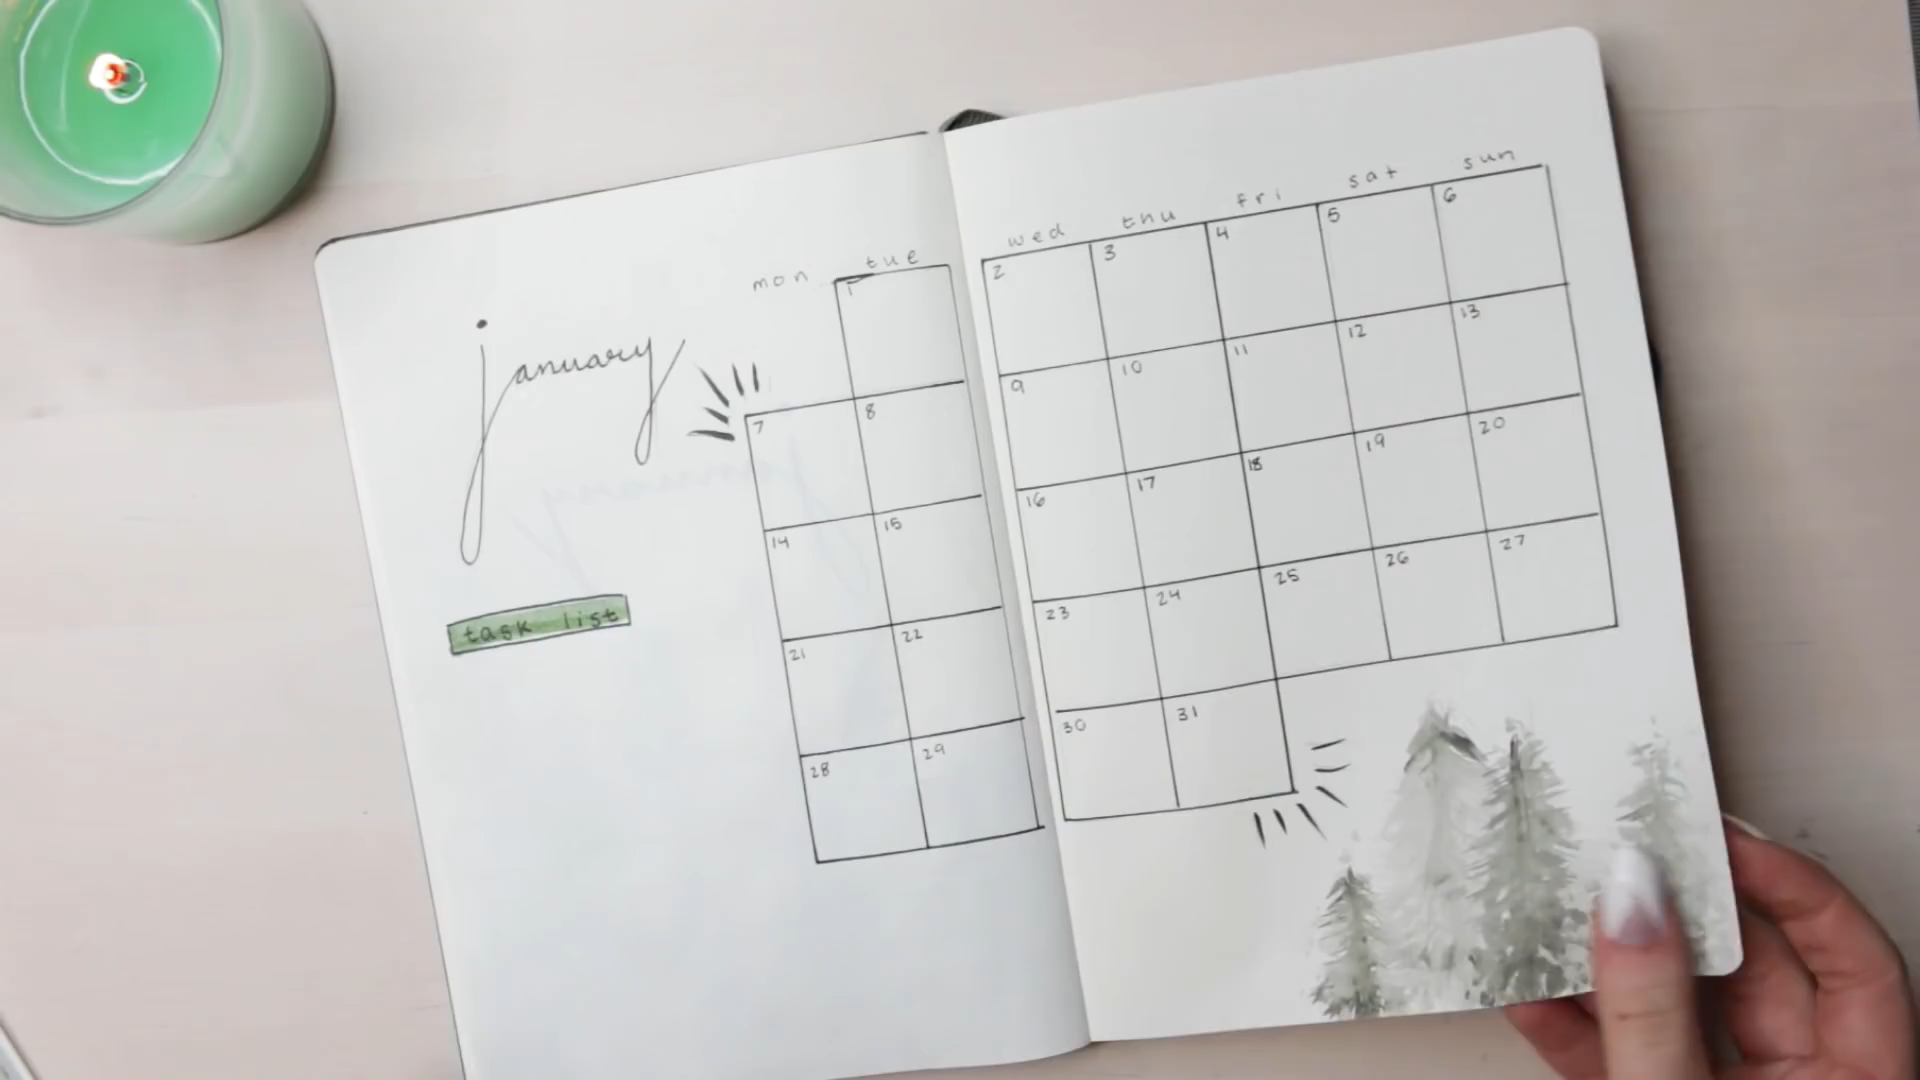 january
task list
mon tue wed thu fri sat sun
1 2 3 4 5 6
7 8 9 10 11 12 13
14 15 16 17 18 19 20
21 22 23 24 25 26 27
28 29 30 31